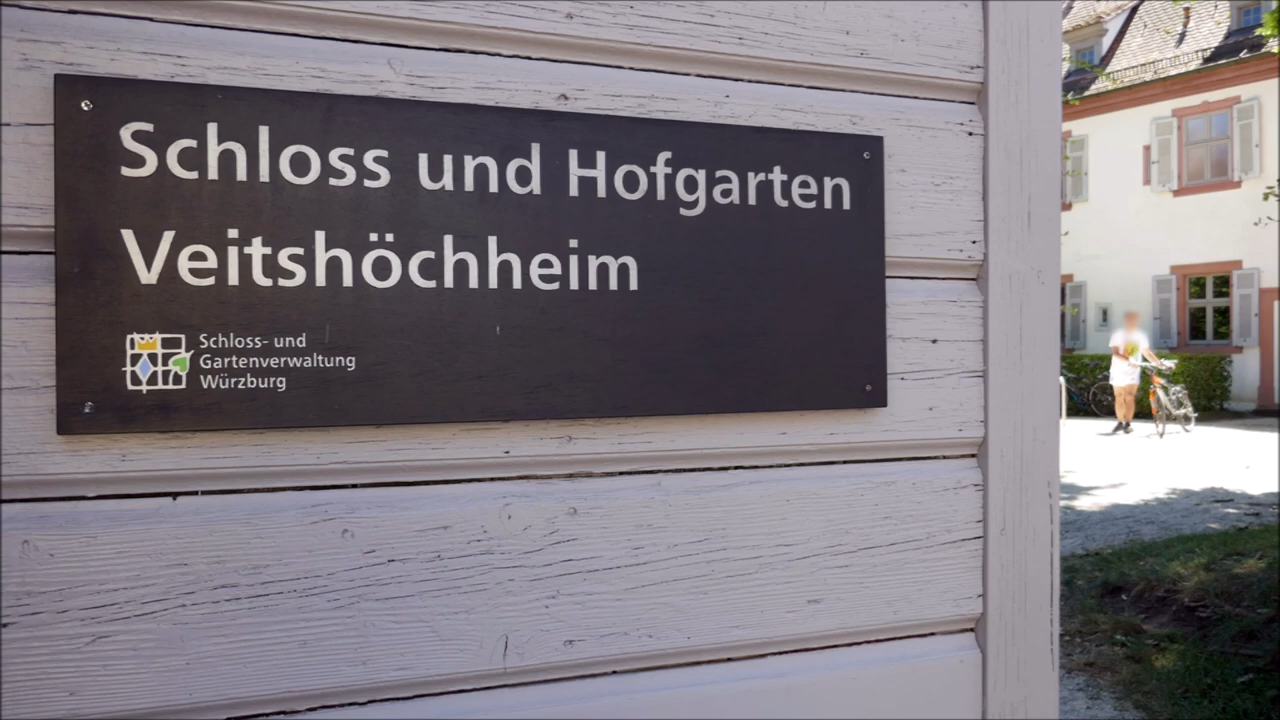 Schloss und Hofgarten
Veitshöchheim
Schloss- und
Gartenverwaltung
Würzburg